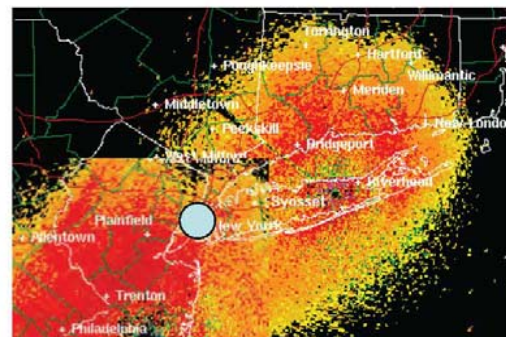 Torrington
Hartford
Poughkeepsie
Willimantic
Meriden
Middletown
New London
Peekskill
Bridgeport
Riverhead
Syosset
Plainfield
New York
Allentown
Trenton
Philadelphia